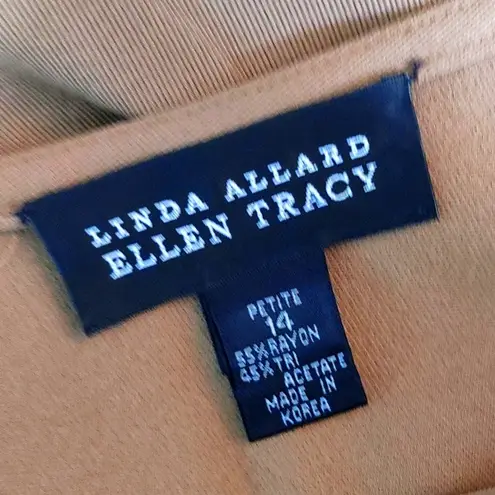 LINDA ALLARD
ELLEN TRACY
PETITE
14
55% RAYON
45% TRI
ACETATE
MADE IN
KOREA